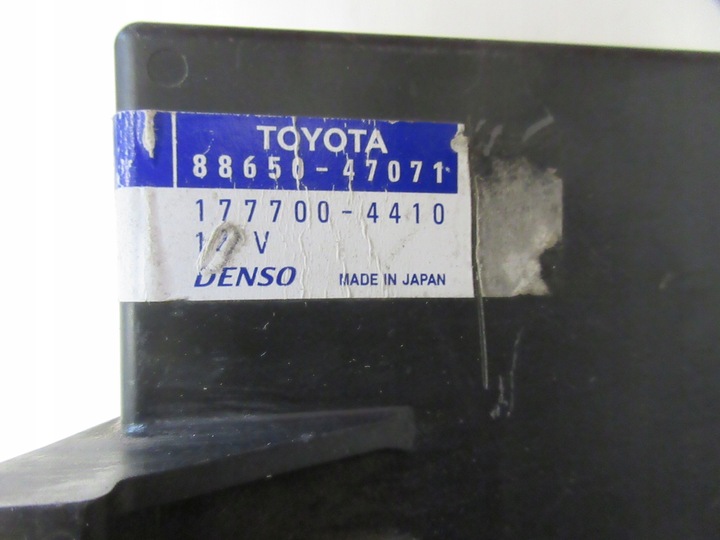 TOYOTA
88650-47071
177700-4410
V
DENSO MADE IN JAPAN